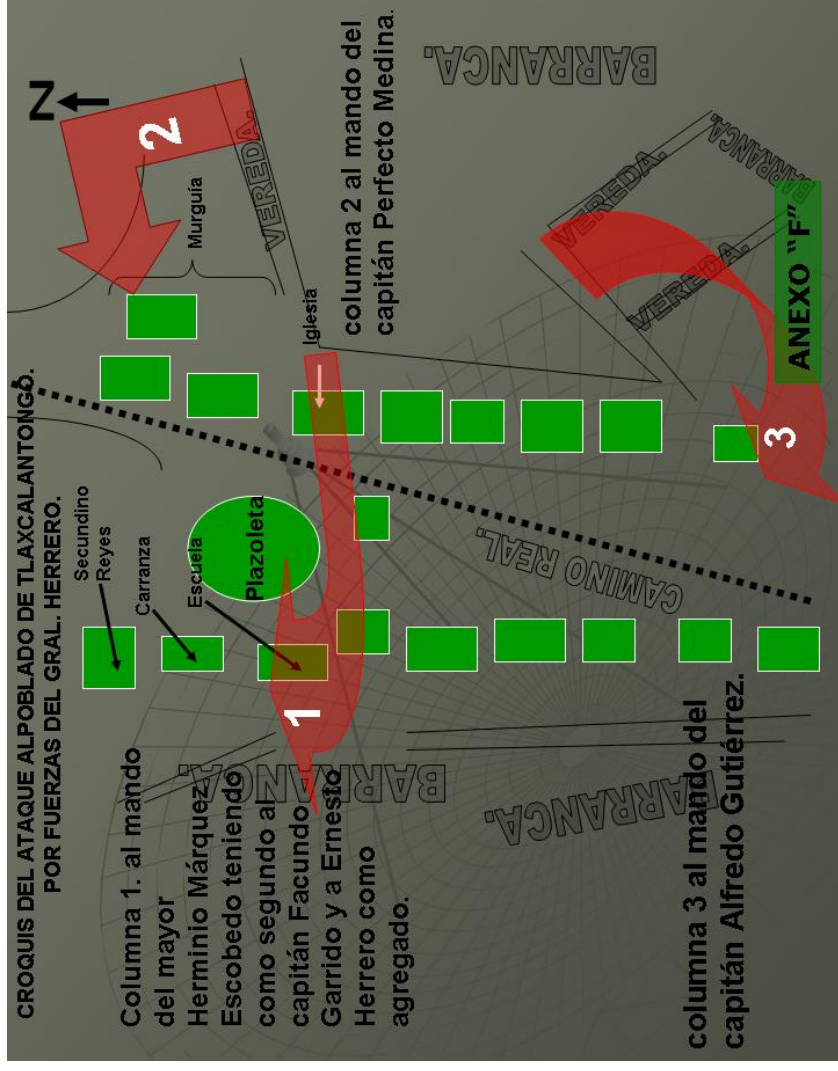 CROQUIS DEL ATAQUE ALPOBLADO DE TLAXCALANTONGO.
POR FUERZAS DEL GRAL. HERRERO.
Secundino
Reyes
Carranza
Escuela
Plazoleta
Murguía
Iglesia
N
1
2
3
VEREDA.
VEREDA.
VEREDA.
BARRANCA.
BARRANCA.
BARRANCA.
BARRANCA.
CAMINO REAL.
Columna 1. al mando
del mayor
Herminio Márquez
Escobedo teniendo
como segundo al
capitán Facundo
Garrido y a Ernesto
Herrero como
agregado.
columna 2 al mando del
capitán Perfecto Medina.
columna 3 al mando del
capitán Alfredo Gutiérrez.
ANEXO “F”